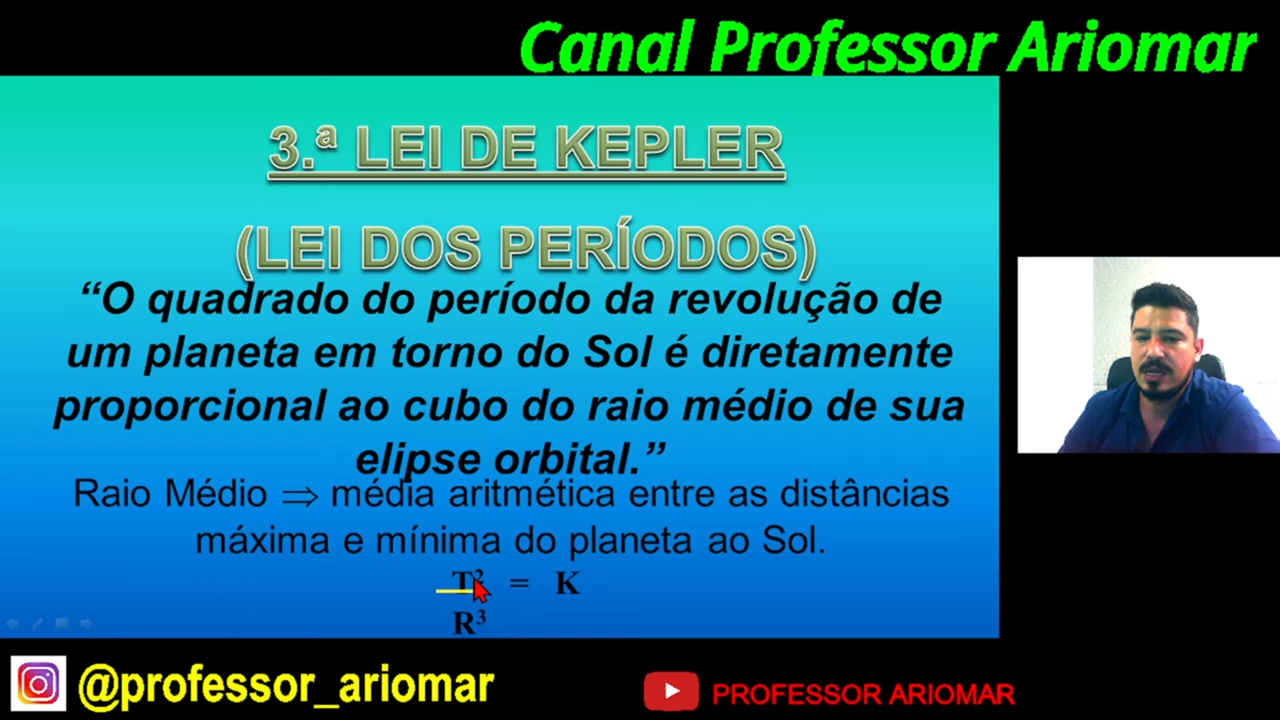 Canal Professor Ariomar
3.ª LEI DE KEPLER
(LEI DOS PERÍODOS)
“O quadrado do período da revolução de
um planeta em torno do Sol é diretamente
proporcional ao cubo do raio médio de sua
elipse orbital.”
Raio Médio ⇒ média aritmética entre as distâncias
máxima e mínima do planeta ao Sol.
T² = K
R³
@professor_ariomar
PROFESSOR ARIOMAR